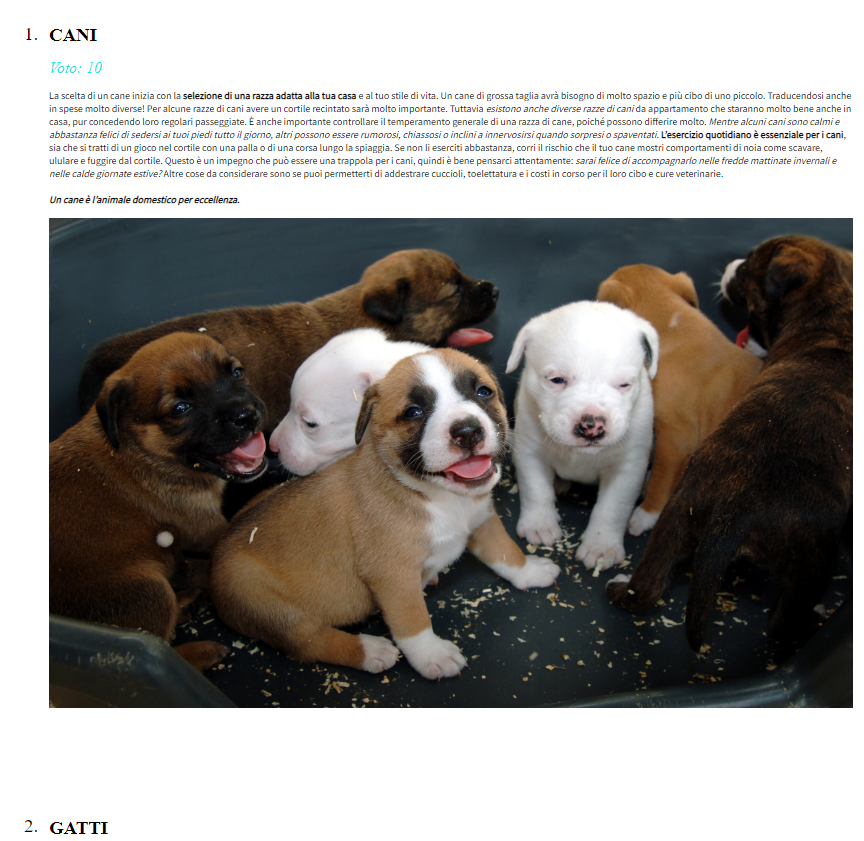 1. CANI
Voto: 10
La scelta di un cane inizia con la selezione di una razza adatta alla tua casa e al tuo stile di vita. Un cane di grossa taglia avrà bisogno di molto spazio e più cibo di uno piccolo. Traducendosi anche
in spese molto diverse! Per alcune razze di cani avere un cortile recintato sarà molto importante. Tuttavia esistono anche diverse razze di cani da appartamento che staranno molto bene anche in
casa, pur concedendo loro regolari passeggiate. È anche importante controllare il temperamento generale di una razza di cane, poiché possono differire molto. Mentre alcuni cani sono calmi e
abbastanza felici di sedersi ai tuoi piedi tutto il giorno, altri possono essere rumorosi, chiassosi o inclini a innervosirsi quando sorpresi o spaventati. L'esercizio quotidiano è essenziale per i cani,
sia che si tratti di un gioco nel cortile con una palla o di una corsa lungo la spiaggia. Se non li eserciti abbastanza, corri il rischio che il tuo cane mostri comportamenti di noia come scavare,
ululare e fuggire dal cortile. Questo è un impegno che può essere una trappola per i cani, quindi è bene pensarci attentamente: sarai felice di accompagnarlo nelle fredde mattinate invernali e
nelle calde giornate estive? Altre cose da considerare sono se puoi permetterti di addestrare cuccioli, toelettatura e i costi in corso per il loro cibo e cure veterinarie.
Un cane è l'animale domestico per eccellenza.
2. GATTI